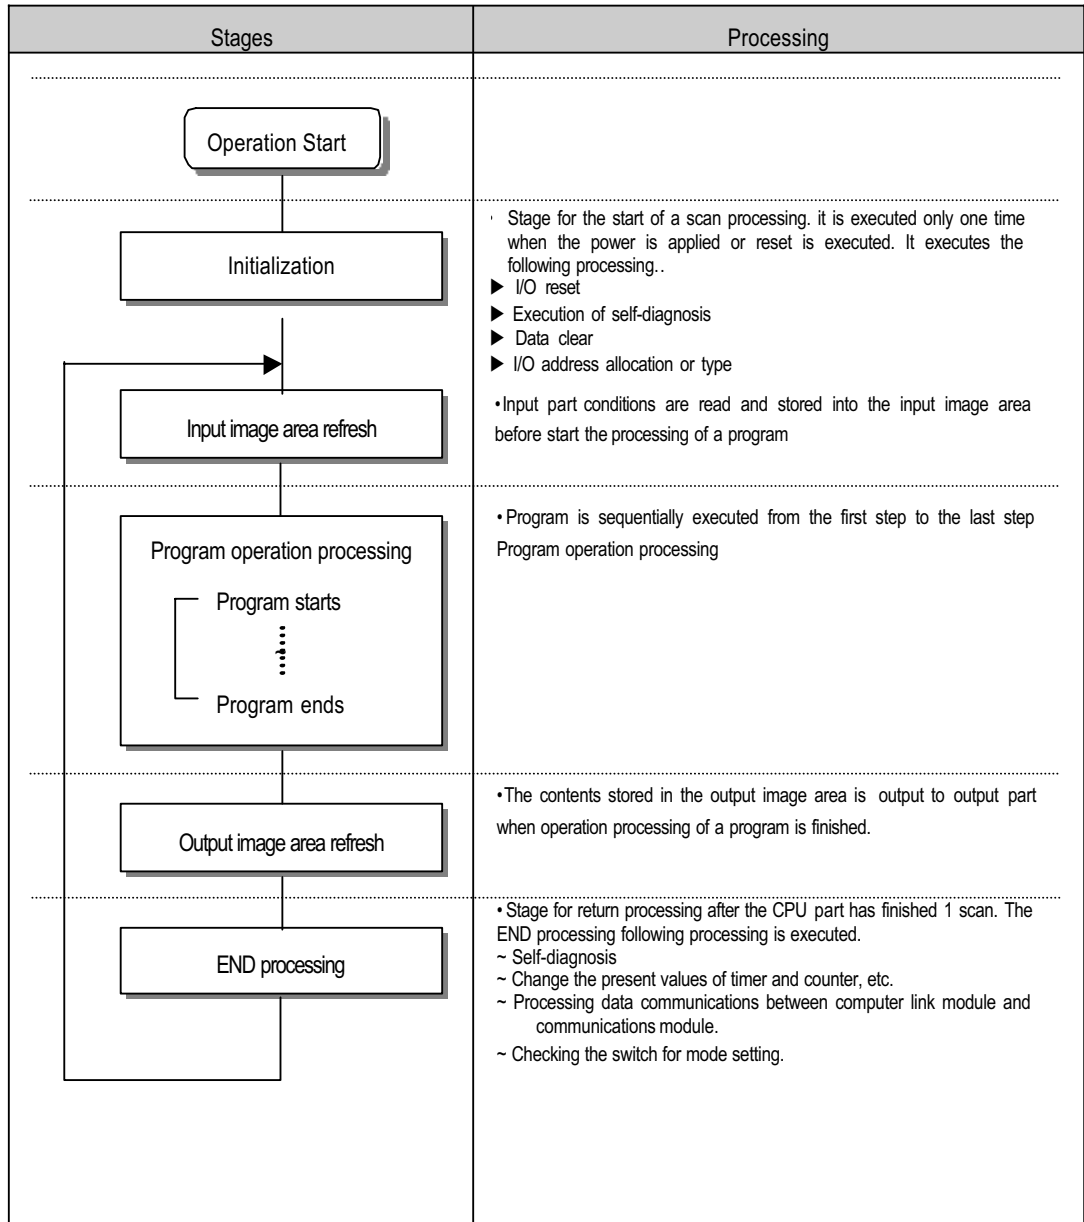 Stages
Processing
Operation Start
Initialization
· Stage for the start of a scan processing. it is executed only one time
when the power is applied or reset is executed. It executes the
following processing..
▶ I/O reset
▶ Execution of self-diagnosis
▶ Data clear
▶ I/O address allocation or type
Input image area refresh
•Input part conditions are read and stored into the input image area
before start the processing of a program
Program operation processing
Program starts
Program ends
•Program is sequentially executed from the first step to the last step
Program operation processing
Output image area refresh
•The contents stored in the output image area is output to output part
when operation processing of a program is finished.
END processing
• Stage for return processing after the CPU part has finished 1 scan. The
END processing following processing is executed.
~ Self-diagnosis
~ Change the present values of timer and counter, etc.
~ Processing data communications between computer link module and
communications module.
~ Checking the switch for mode setting.